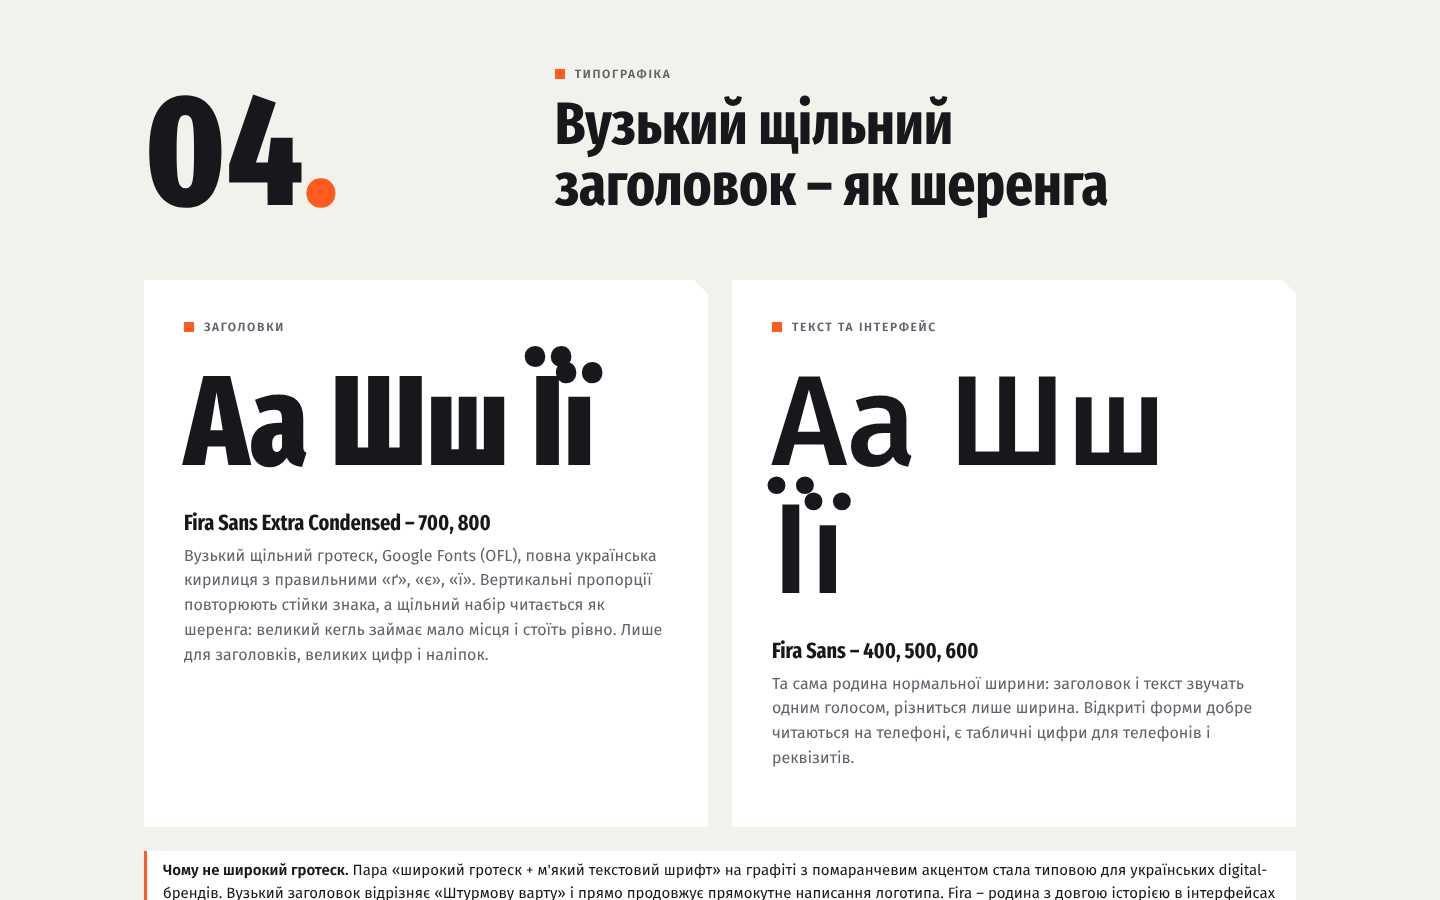 04.
ТИПОГРАФІКА
Вузький щільний
заголовок – як шеренга
ЗАГОЛОВКИ
Аа Шш Її
Fira Sans Extra Condensed – 700, 800
Вузький щільний гротеск, Google Fonts (OFL), повна українська
кирилиця з правильними «ґ», «є», «ї». Вертикальні пропорції
повторюють стійки знака, а щільний набір читається як
шеренга: великий кегль займає мало місця і стоїть рівно. Лише
для заголовків, великих цифр і наліпок.
ТЕКСТ ТА ІНТЕРФЕЙС
Аа Шш
Її
Fira Sans – 400, 500, 600
Та сама родина нормальної ширини: заголовок і текст звучать
одним голосом, різниться лише ширина. Відкриті форми добре
читаються на телефоні, є табличні цифри для телефонів і
реквізитів.
Чому не широкий гротеск. Пара «широкий гротеск + м'який текстовий шрифт» на графіті з помаранчевим акцентом стала типовою для українських digital-
брендів. Вузький заголовок відрізняє «Штурмову варту» і прямо продовжує прямокутне написання логотипа. Fira – родина з довгою історією в інтерфейсах